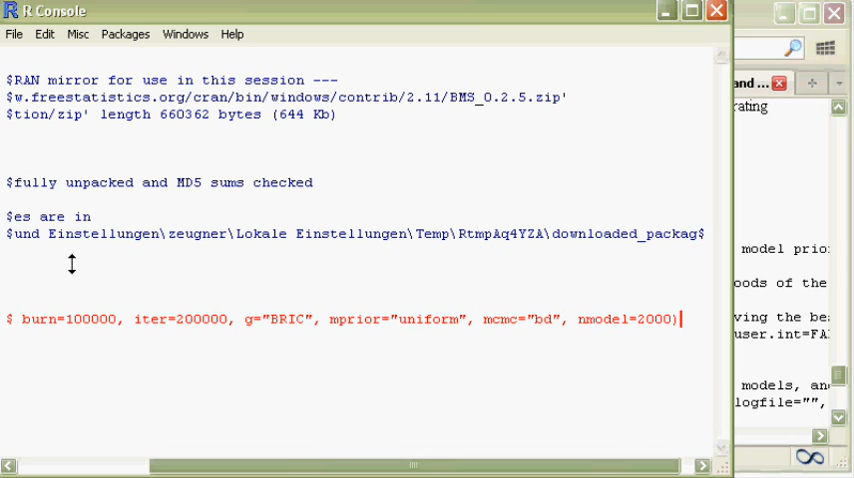 R Console
File Edit Misc Packages Windows Help
$RAN mirror for use in this session ---
$w.freestatistics.org/cran/bin/windows/contrib/2.11/BMS_0.2.5.zip'
$tion/zip' length 660362 bytes (644 Kb)
$fully unpacked and MD5 sums checked
$es are in
$und Einstellungen\zeugner\Lokale Einstellungen\Temp\RtmpAq4YZA\downloaded_packag$
$ burn=100000, iter=200000, g="BRIC", mprior="uniform", mcmc="bd", nmodel=2000)
and ...
rating
model prio
oods of the
ving the be
user.int=FA
models, an
logfile="",